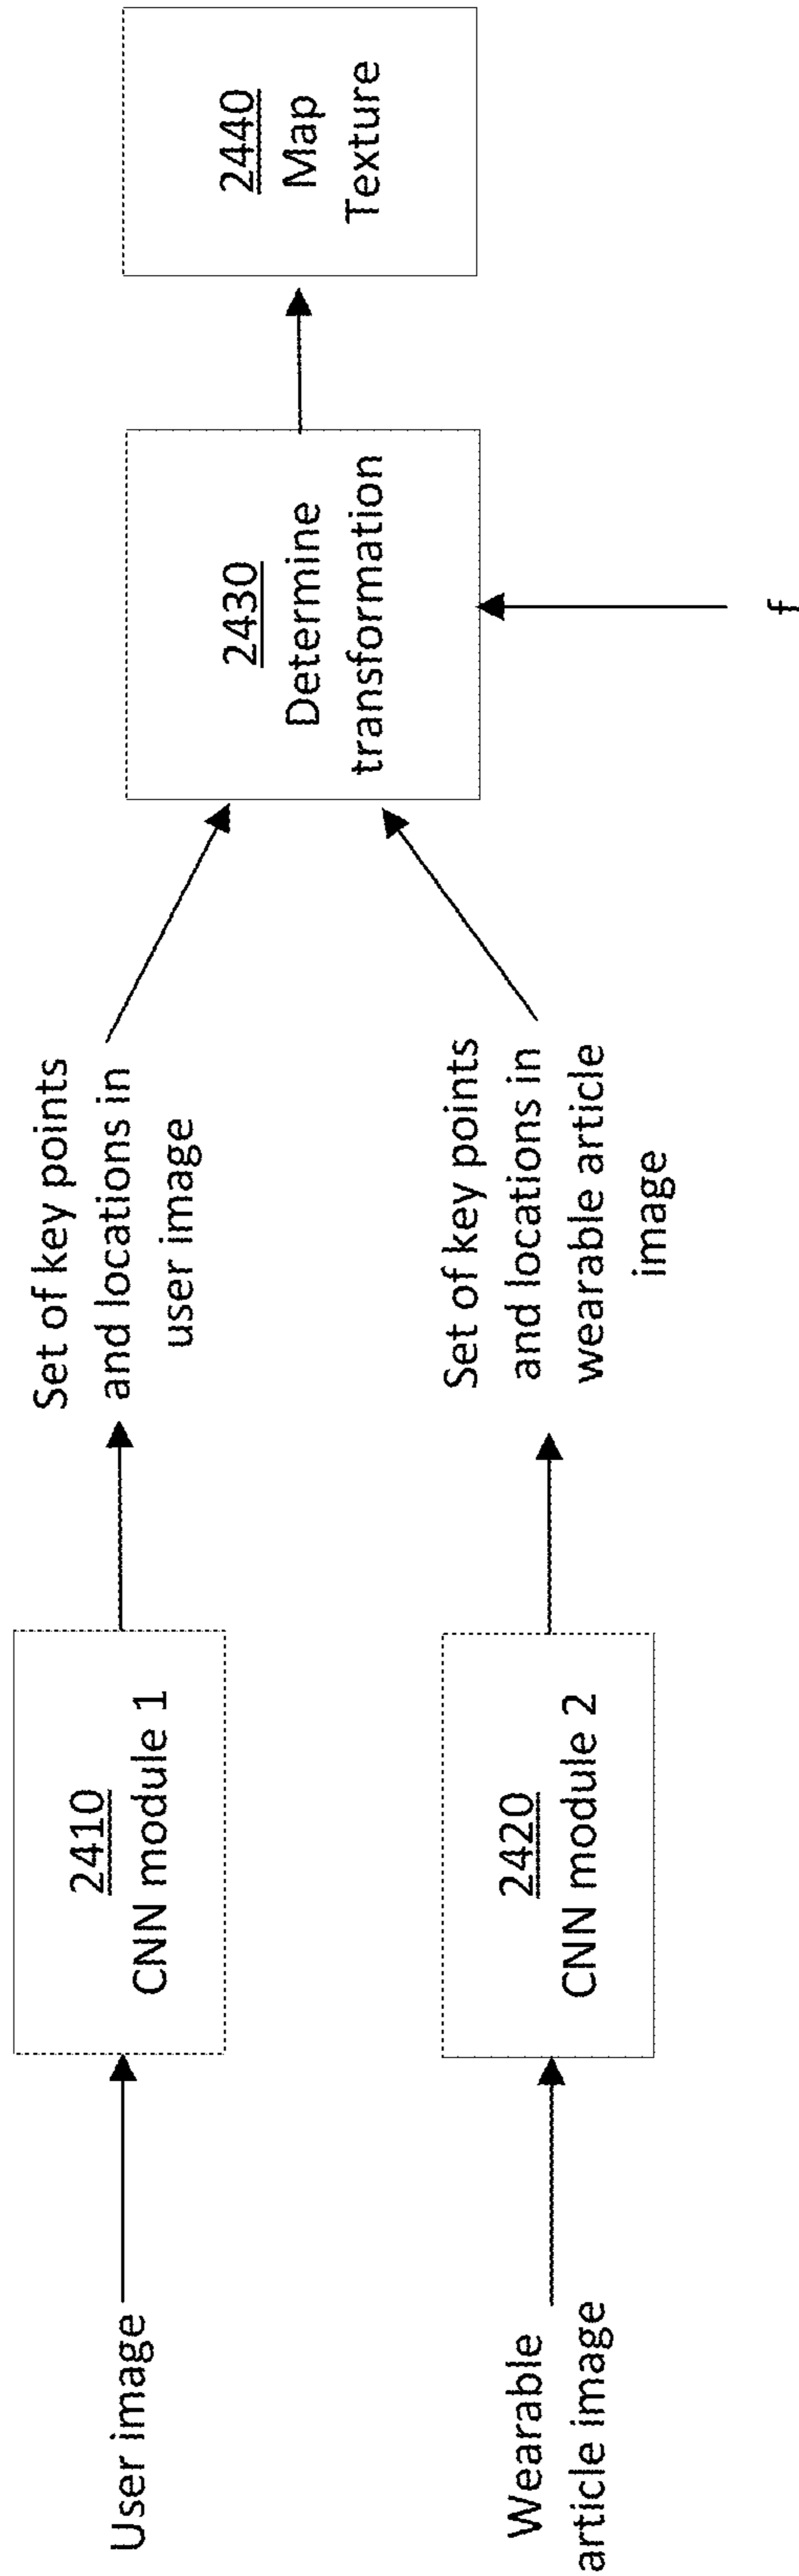 User image
2410
CNN module 1
Set of key points
and locations in
user image
Wearable
article image
2420
CNN module 2
Set of key points
and locations in
wearable article
image
2430
Determine
transformation
f
2440
Map
Texture